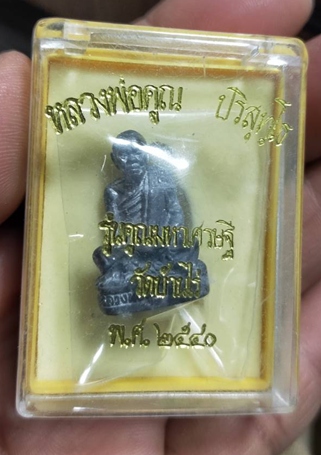 หลวงพ่อคูณ ปริสุทฺโธ
รุ่นคูณมหาเศรษฐี
วัดบ้านไร่
พ.ศ. ๒๕๔๐